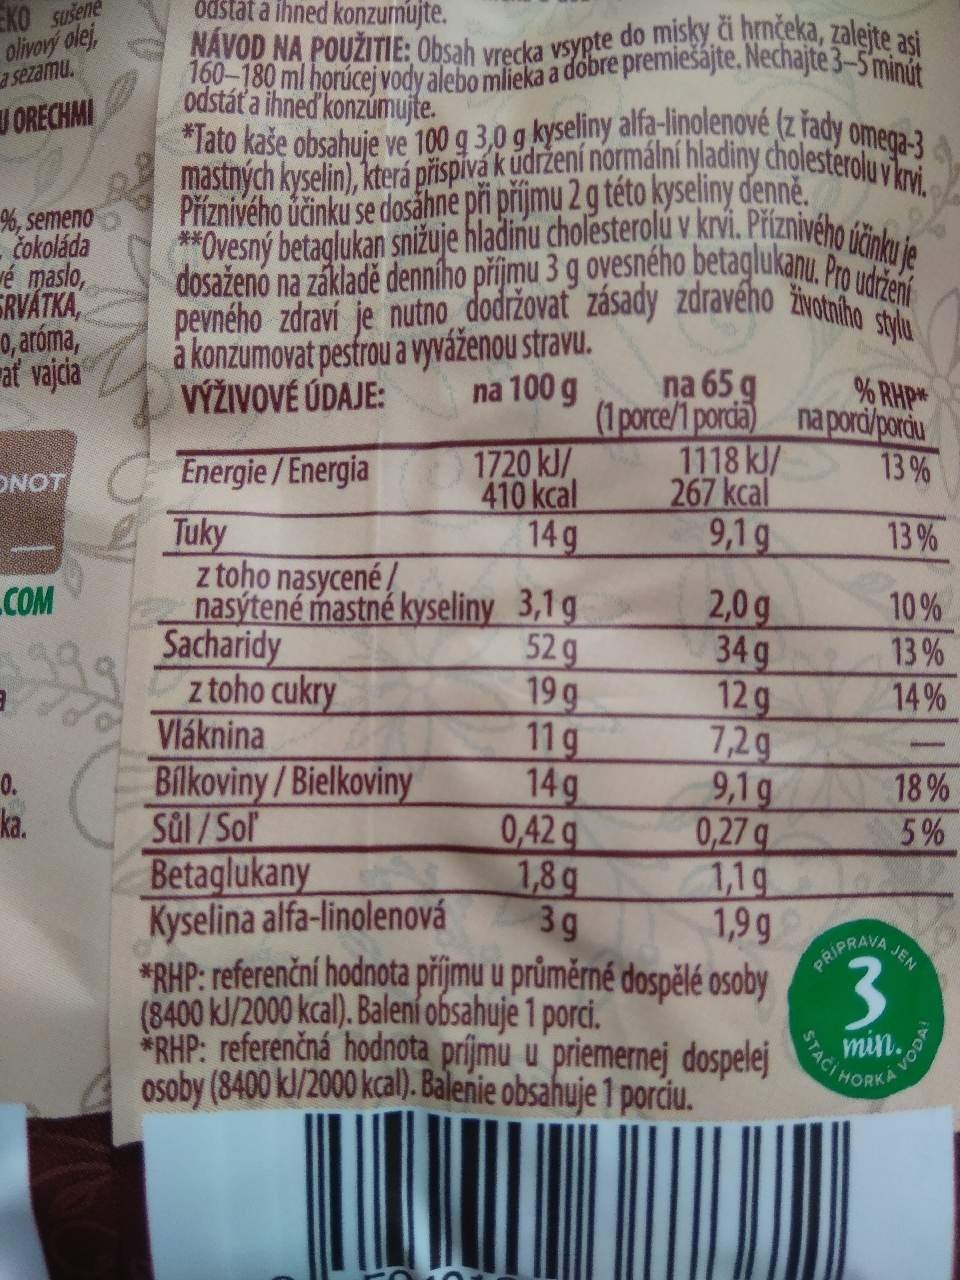 EKO sušené
olivový olej,
a sezamu.
U ORECHMI
%, semeno
čokoláda
vé maslo,
SRVÁTKA,
o, aróma,
vajcia
ONOT
.COM
o.
ka.
odstáť a ihned konzumujte.
NÁVOD NA POUŽITIE: Obsah vrecka vsypte do misky či hrnčeka, zalejte asi
160–180 ml horúcej vody alebo mlieka a dobre premiešajte. Nechajte 3–5 minút
odstáť a ihneď konzumujte.
*Tato kaše obsahuje ve 100 g 3,0 g kyseliny alfa-linolenové (z řady omega-3
mastných kyselin), která přispívá k udržení normální hladiny cholesterolu v krvi.
Příznivého účinku se dosáhne při příjmu 2 g této kyseliny denně.
**Ovesný betaglukan snižuje hladinu cholesterolu v krvi. Příznivého účinku je
dosaženo na základě denního příjmu 3 g ovesného betaglukanu. Pro udržení
pevného zdraví je nutno dodržovat zásady zdravého životního stylu
a konzumovat pestrou a vyváženou stravu.
VÝŽIVOVÉ ÚDAJE: na 100 g na 65 g % RHP*
(1 porce/1 porcia) na porci/porciu
Energie / Energia 1720 kJ/ 1118 kJ/ 13 %
410 kcal 267 kcal
Tuky 14 g 9,1 g 13 %
z toho nasycené /
nasýtené mastné kyseliny 3,1 g 2,0 g 10 %
Sacharidy 52 g 34 g 13 %
z toho cukry 19 g 12 g 14 %
Vláknina 11 g 7,2 g —
Bílkoviny / Bielkoviny 14 g 9,1 g 18 %
Sůl / Soľ 0,42 g 0,27 g 5 %
Betaglukany 1,8 g 1,1 g
Kyselina alfa-linolenová 3 g 1,9 g
*RHP: referenční hodnota příjmu u průměrné dospělé osoby
(8400 kJ/2000 kcal). Balení obsahuje 1 porci.
*RHP: referenčná hodnota príjmu u priemernej dospelej
osoby (8400 kJ/2000 kcal). Balenie obsahuje 1 porciu.
PŘÍPRAVA JEN
3
min.
STAČÍ HORKÁ VODA!